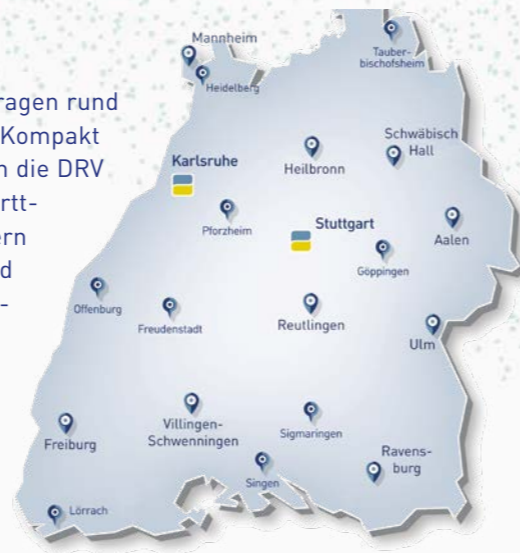 ragen rund
Kompakt
n die DRV
rtt-
ern
d
-
Mannheim
Heidelberg
Tauber-
bischofsheim
Karlsruhe
Heilbronn
Schwäbisch
Hall
Pforzheim
Stuttgart
Aalen
Göppingen
Offenburg
Freudenstadt
Reutlingen
Ulm
Freiburg
Villingen-
Schwenningen
Sigmaringen
Ravens-
burg
Singen
Lörrach